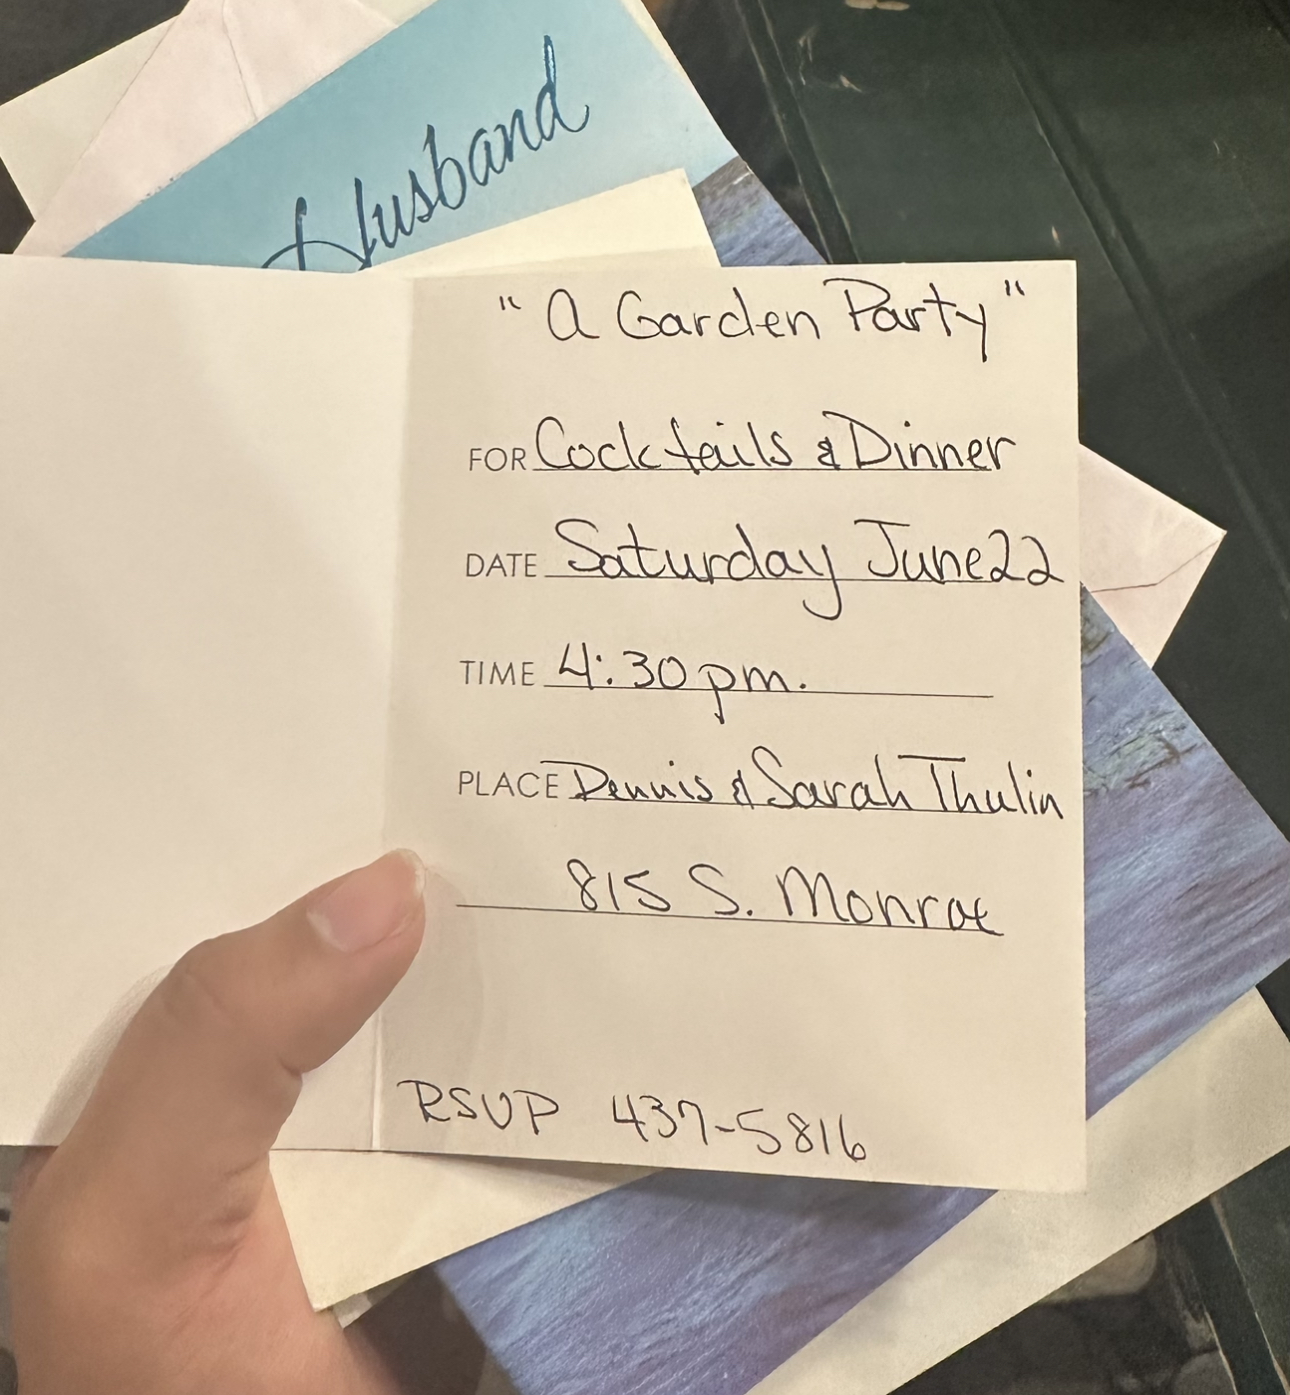 Husband
"A Garden Party"
FOR Cocktails & Dinner
DATE Saturday June 22
TIME 4:30 pm.
PLACE Dennis & Sarah Thulin
815 S. Monroe
RSVP 437-5816